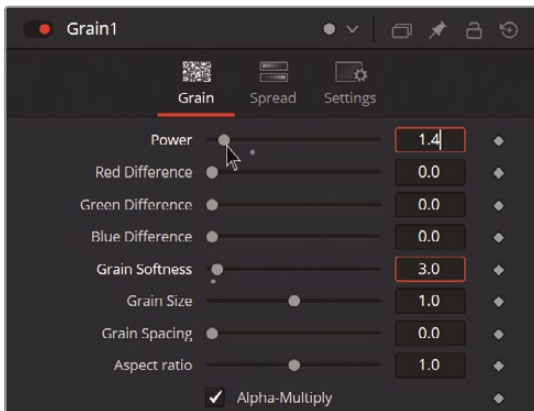 Grain1
Grain Spread Settings
Power 1.4
Red Difference 0.0
Green Difference 0.0
Blue Difference 0.0
Grain Softness 3.0
Grain Size 1.0
Grain Spacing 0.0
Aspect ratio 1.0
Alpha-Multiply